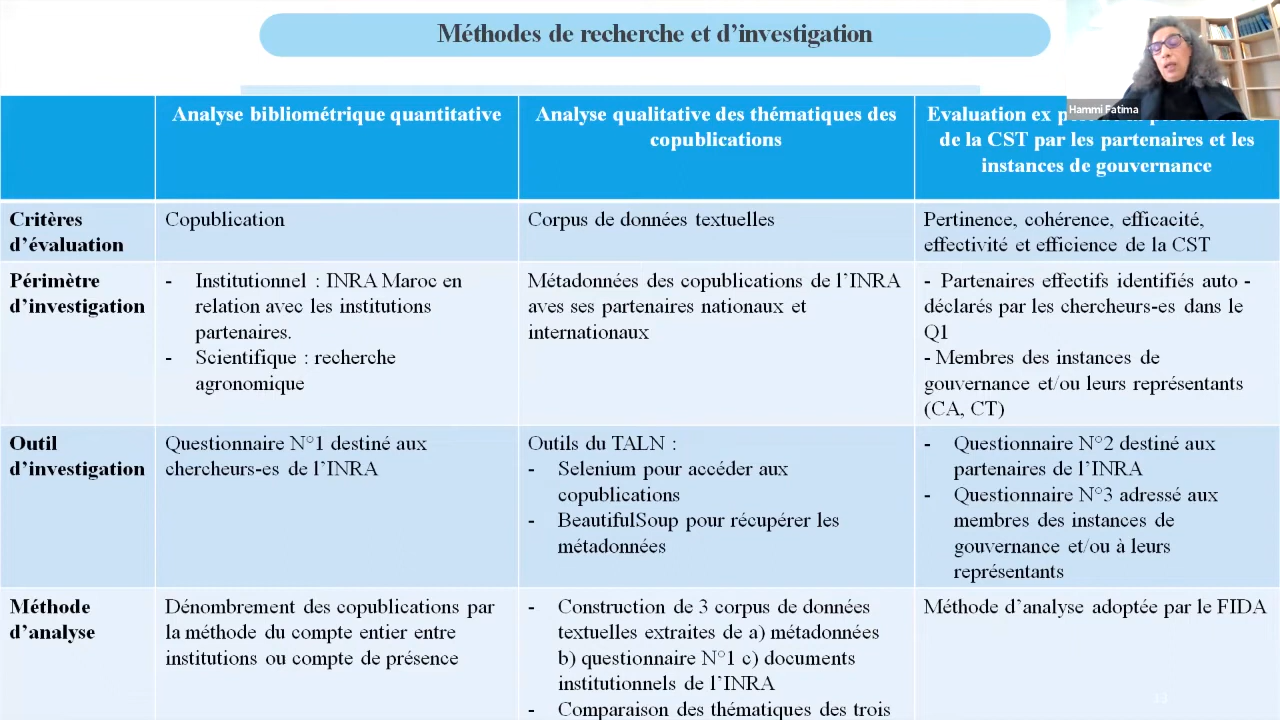 Méthodes de recherche et d’investigation
Hammi Fatima
Analyse bibliométrique quantitative
Analyse qualitative des thématiques des
copublications
Evaluation ex
de la CST par les partenaires et les
instances de gouvernance
Critères
d’évaluation
Copublication
Corpus de données textuelles
Pertinence, cohérence, efficacité,
effectivité et efficience de la CST
Périmètre
d’investigation
- Institutionnel : INRA Maroc en
relation avec les institutions
partenaires.
- Scientifique : recherche
agronomique
Métadonnées des copublications de l’INRA
aves ses partenaires nationaux et
internationaux
- Partenaires effectifs identifiés auto -
déclarés par les chercheurs-es dans le
Q1
- Membres des instances de
gouvernance et/ou leurs représentants
(CA, CT)
Outil
d’investigation
Questionnaire N°1 destiné aux
chercheurs-es de l’INRA
Outils du TALN :
- Selenium pour accéder aux
copublications
- BeautifulSoup pour récupérer les
métadonnées
- Questionnaire N°2 destiné aux
partenaires de l’INRA
- Questionnaire N°3 adressé aux
membres des instances de
gouvernance et/ou à leurs
représentants
Méthode
d’analyse
Dénombrement des copublications par
la méthode du compte entier entre
institutions ou compte de présence
- Construction de 3 corpus de données
textuelles extraites de a) métadonnées
b) questionnaire N°1 c) documents
institutionnels de l’INRA
- Comparaison des thématiques des trois
Méthode d’analyse adoptée par le FIDA